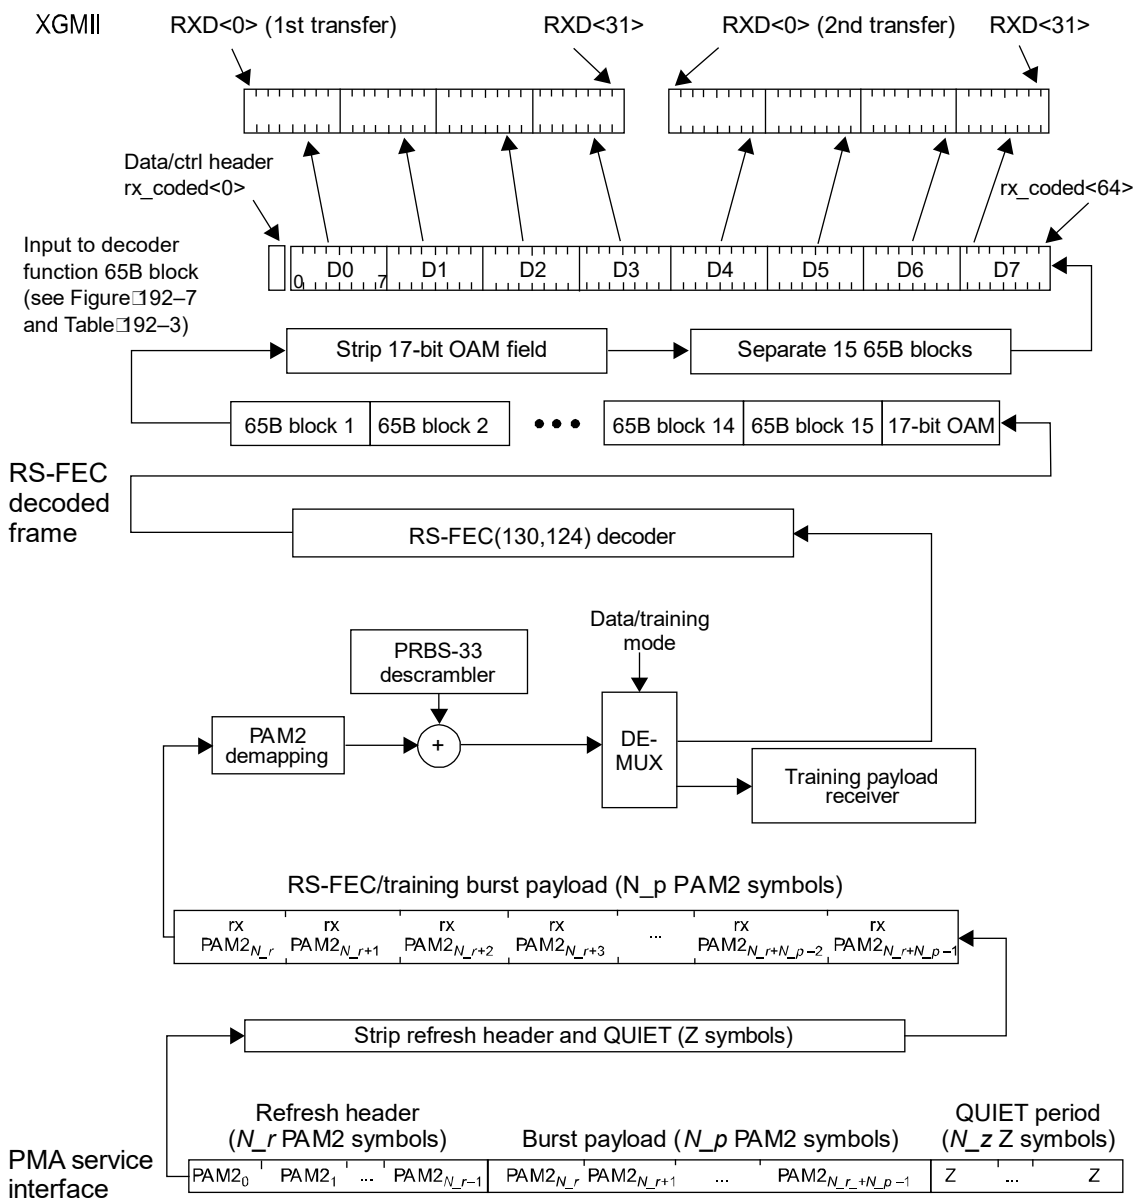 XGMII
RXD<0> (1st transfer)
RXD<31>
RXD<0> (2nd transfer)
RXD<31>
Data/ctrl header
rx_coded<0>
rx_coded<64>
Input to decoder
function 65B block
(see Figure 192–7
and Table 192–3)
0 D0 7 D1 D2 D3 D4 D5 D6 D7
Strip 17-bit OAM field
Separate 15 65B blocks
65B block 1 65B block 2 ••• 65B block 14 65B block 15 17-bit OAM
RS-FEC
decoded
frame
RS-FEC(130,124) decoder
Data/training
mode
PRBS-33
descrambler
PAM2
demapping
+
DE-
MUX
Training payload
receiver
RS-FEC/training burst payload (N_p PAM2 symbols)
rx rx rx rx ... rx rx
PAM2N_r PAM2N_r+1 PAM2N_r+2 PAM2N_r+3 PAM2N_r+N_p−2 PAM2N_r+N_p−1
Strip refresh header and QUIET (Z symbols)
Refresh header
(N_r PAM2 symbols)
Burst payload (N_p PAM2 symbols)
QUIET period
(N_z Z symbols)
PMA service
interface
PAM20 PAM21 ... PAM2N_r−1 PAM2N_r PAM2N_r+1 ... PAM2N_r_+N_p−1 Z ... Z